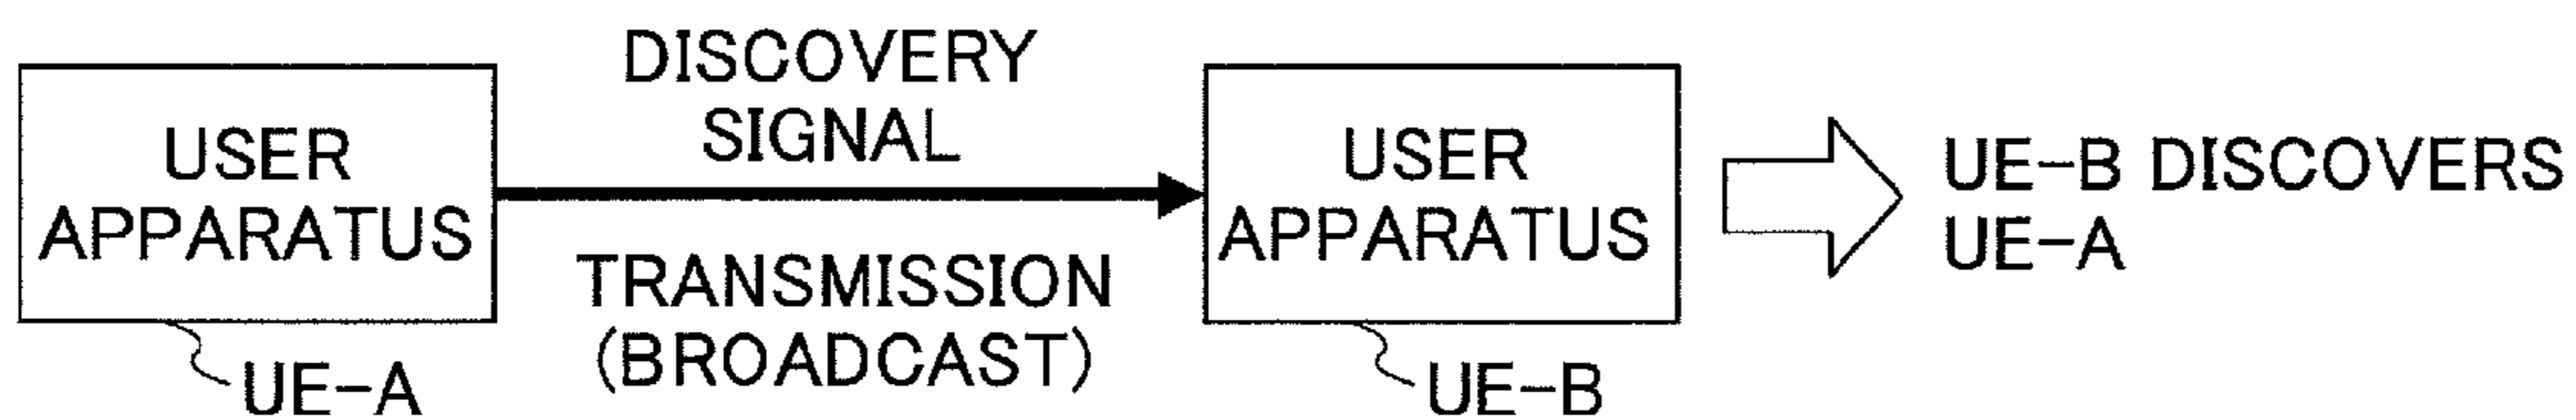 USER
APPARATUS
UE-A
DISCOVERY
SIGNAL
TRANSMISSION
(BROADCAST)
USER
APPARATUS
UE-B
UE-B DISCOVERS
UE-A